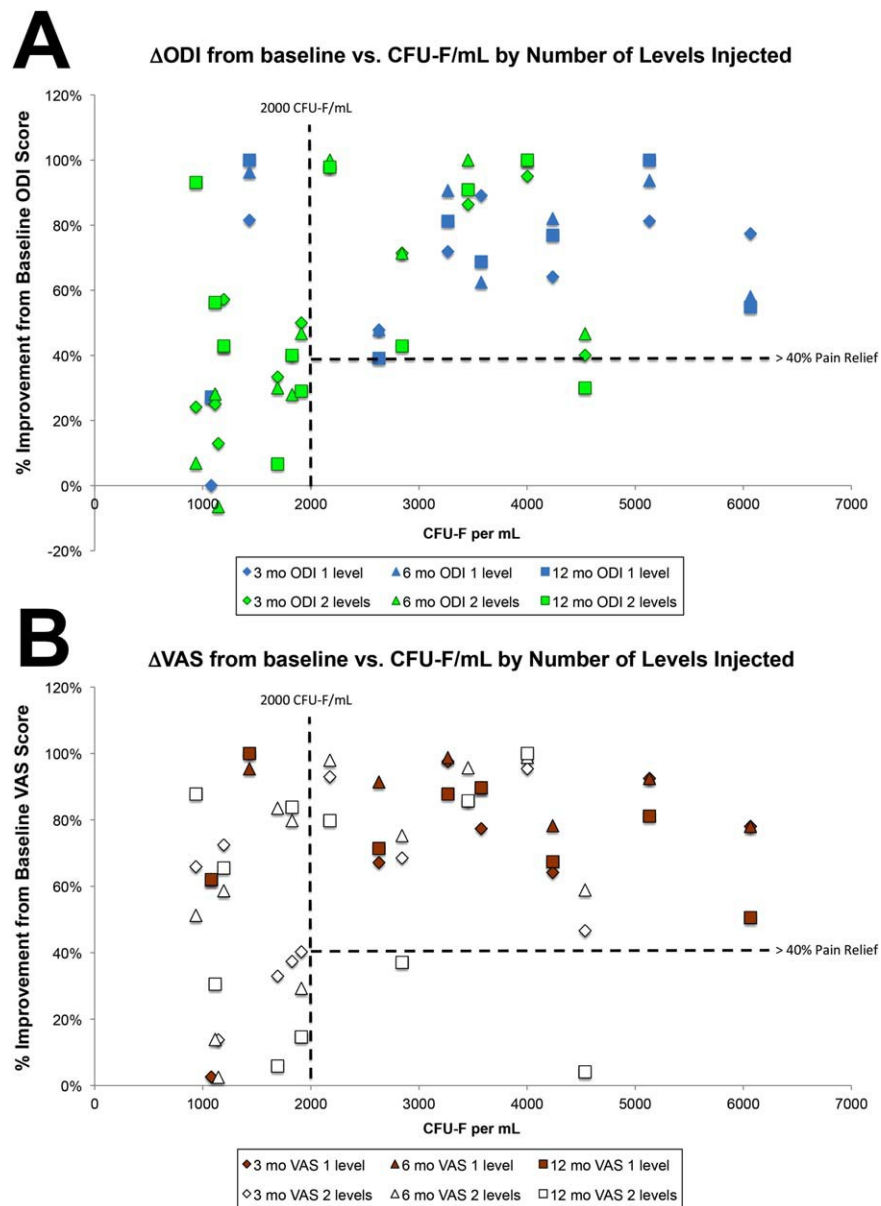 A
ΔODI from baseline vs. CFU-F/mL by Number of Levels Injected
120%
2000 CFU-F/mL
100%
80%
60%
40%
> 40% Pain Relief
20%
0%
0 1000 2000 3000 4000 5000 6000 7000
-20%
% Improvement from Baseline ODI Score
CFU-F per mL
3 mo ODI 1 level 6 mo ODI 1 level 12 mo ODI 1 level
3 mo ODI 2 levels 6 mo ODI 2 levels 12 mo ODI 2 levels
B
ΔVAS from baseline vs. CFU-F/mL by Number of Levels Injected
120%
2000 CFU-F/mL
100%
80%
60%
40%
> 40% Pain Relief
20%
0%
0 1000 2000 3000 4000 5000 6000 7000
% Improvement from Baseline VAS Score
CFU-F per mL
3 mo VAS 1 level 6 mo VAS 1 level 12 mo VAS 1 level
3 mo VAS 2 levels 6 mo VAS 2 levels 12 mo VAS 2 levels